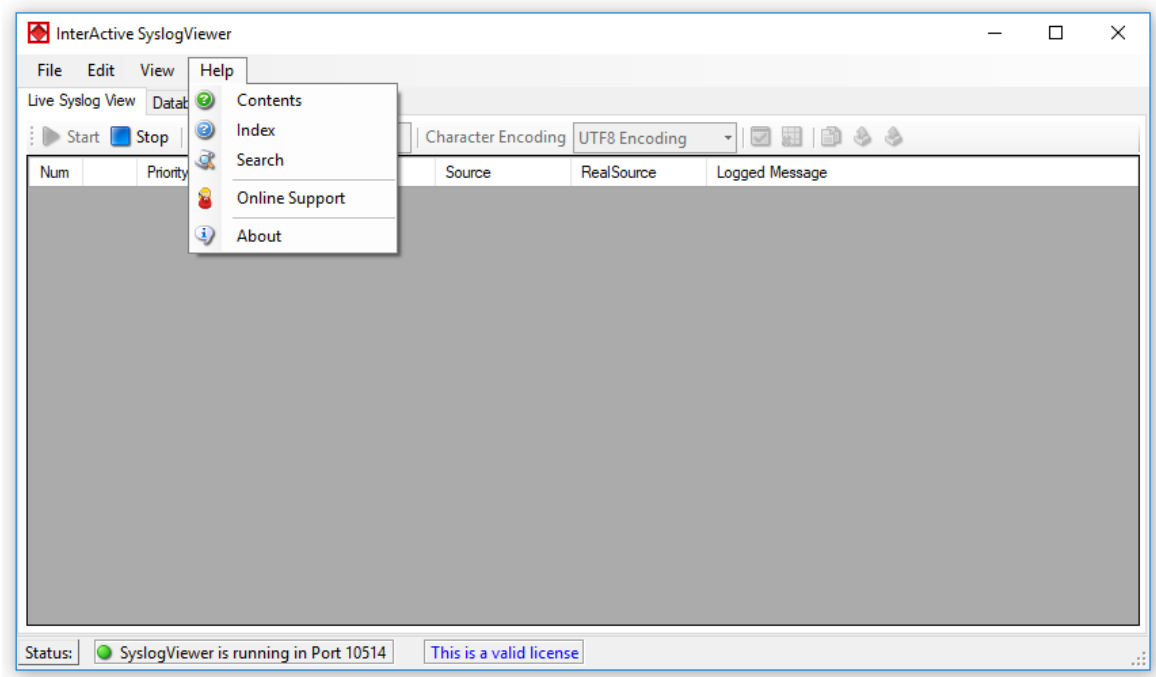 InterActive SyslogViewer
File Edit View Help
Live Syslog View Datab
Contents
Index
Search
Online Support
About
Start Stop Character Encoding UTF8 Encoding
Num Priority Source RealSource Logged Message
Status: SyslogViewer is running in Port 10514 This is a valid license